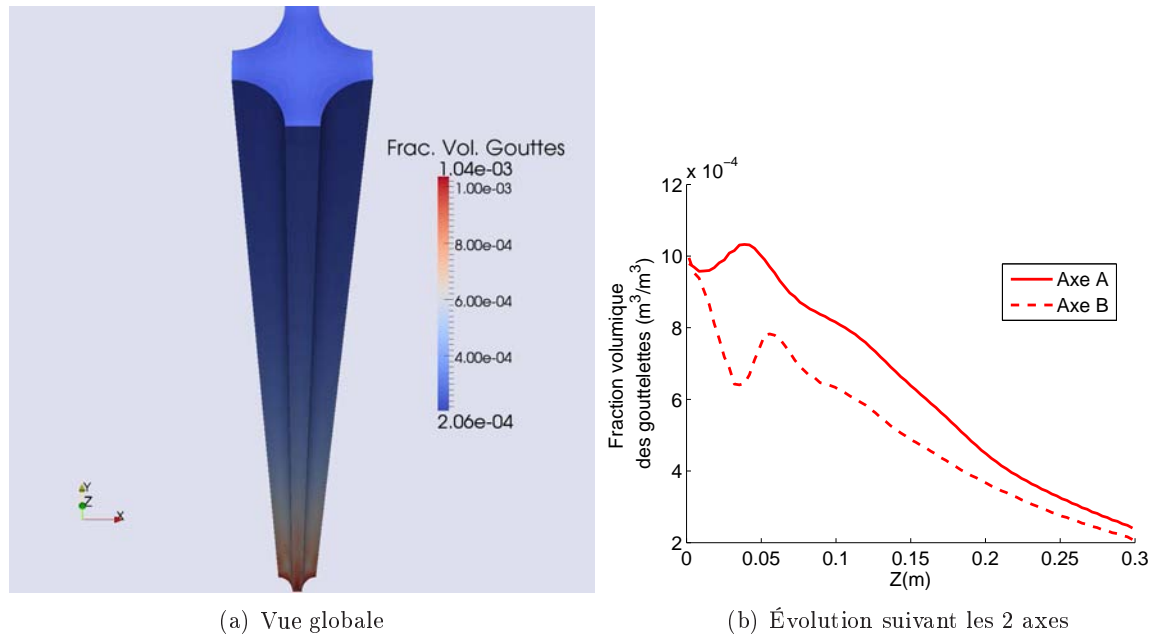 Frac. Vol. Gouttes
1.04e-03
1.00e-03
8.00e-04
6.00e-04
4.00e-04
2.06e-04
Y
Z
X
(a) Vue globale
x 10⁻⁴
12
10
8
6
4
2
0
0.05
0.1
0.15
0.2
0.25
0.3
Z(m)
Fraction volumique
des gouttelettes (m³/m³)
Axe A
Axe B
(b) Évolution suivant les 2 axes